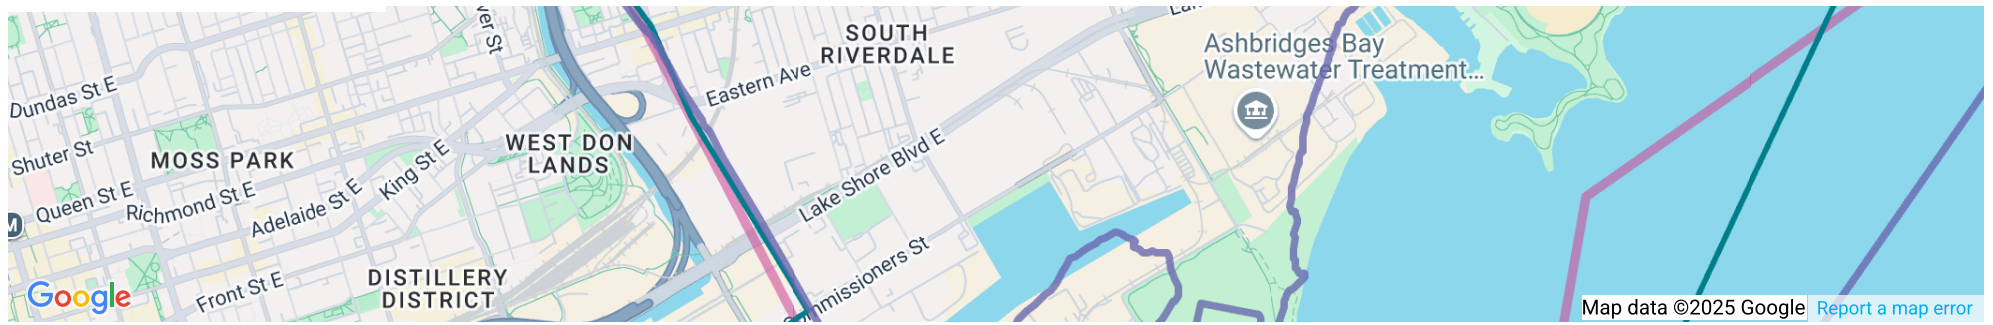 SOUTH
RIVERDALE
Ashbridges Bay
Wastewater Treatment...
Dundas St E
Eastern Ave
Shuter St
MOSS PARK
WEST DON
LANDS
King St E
Queen St E
Richmond St E
Adelaide St E
Lake Shore Blvd E
M
Front St E
DISTILLERY
DISTRICT
Google
Map data ©2025 Google
Report a map error